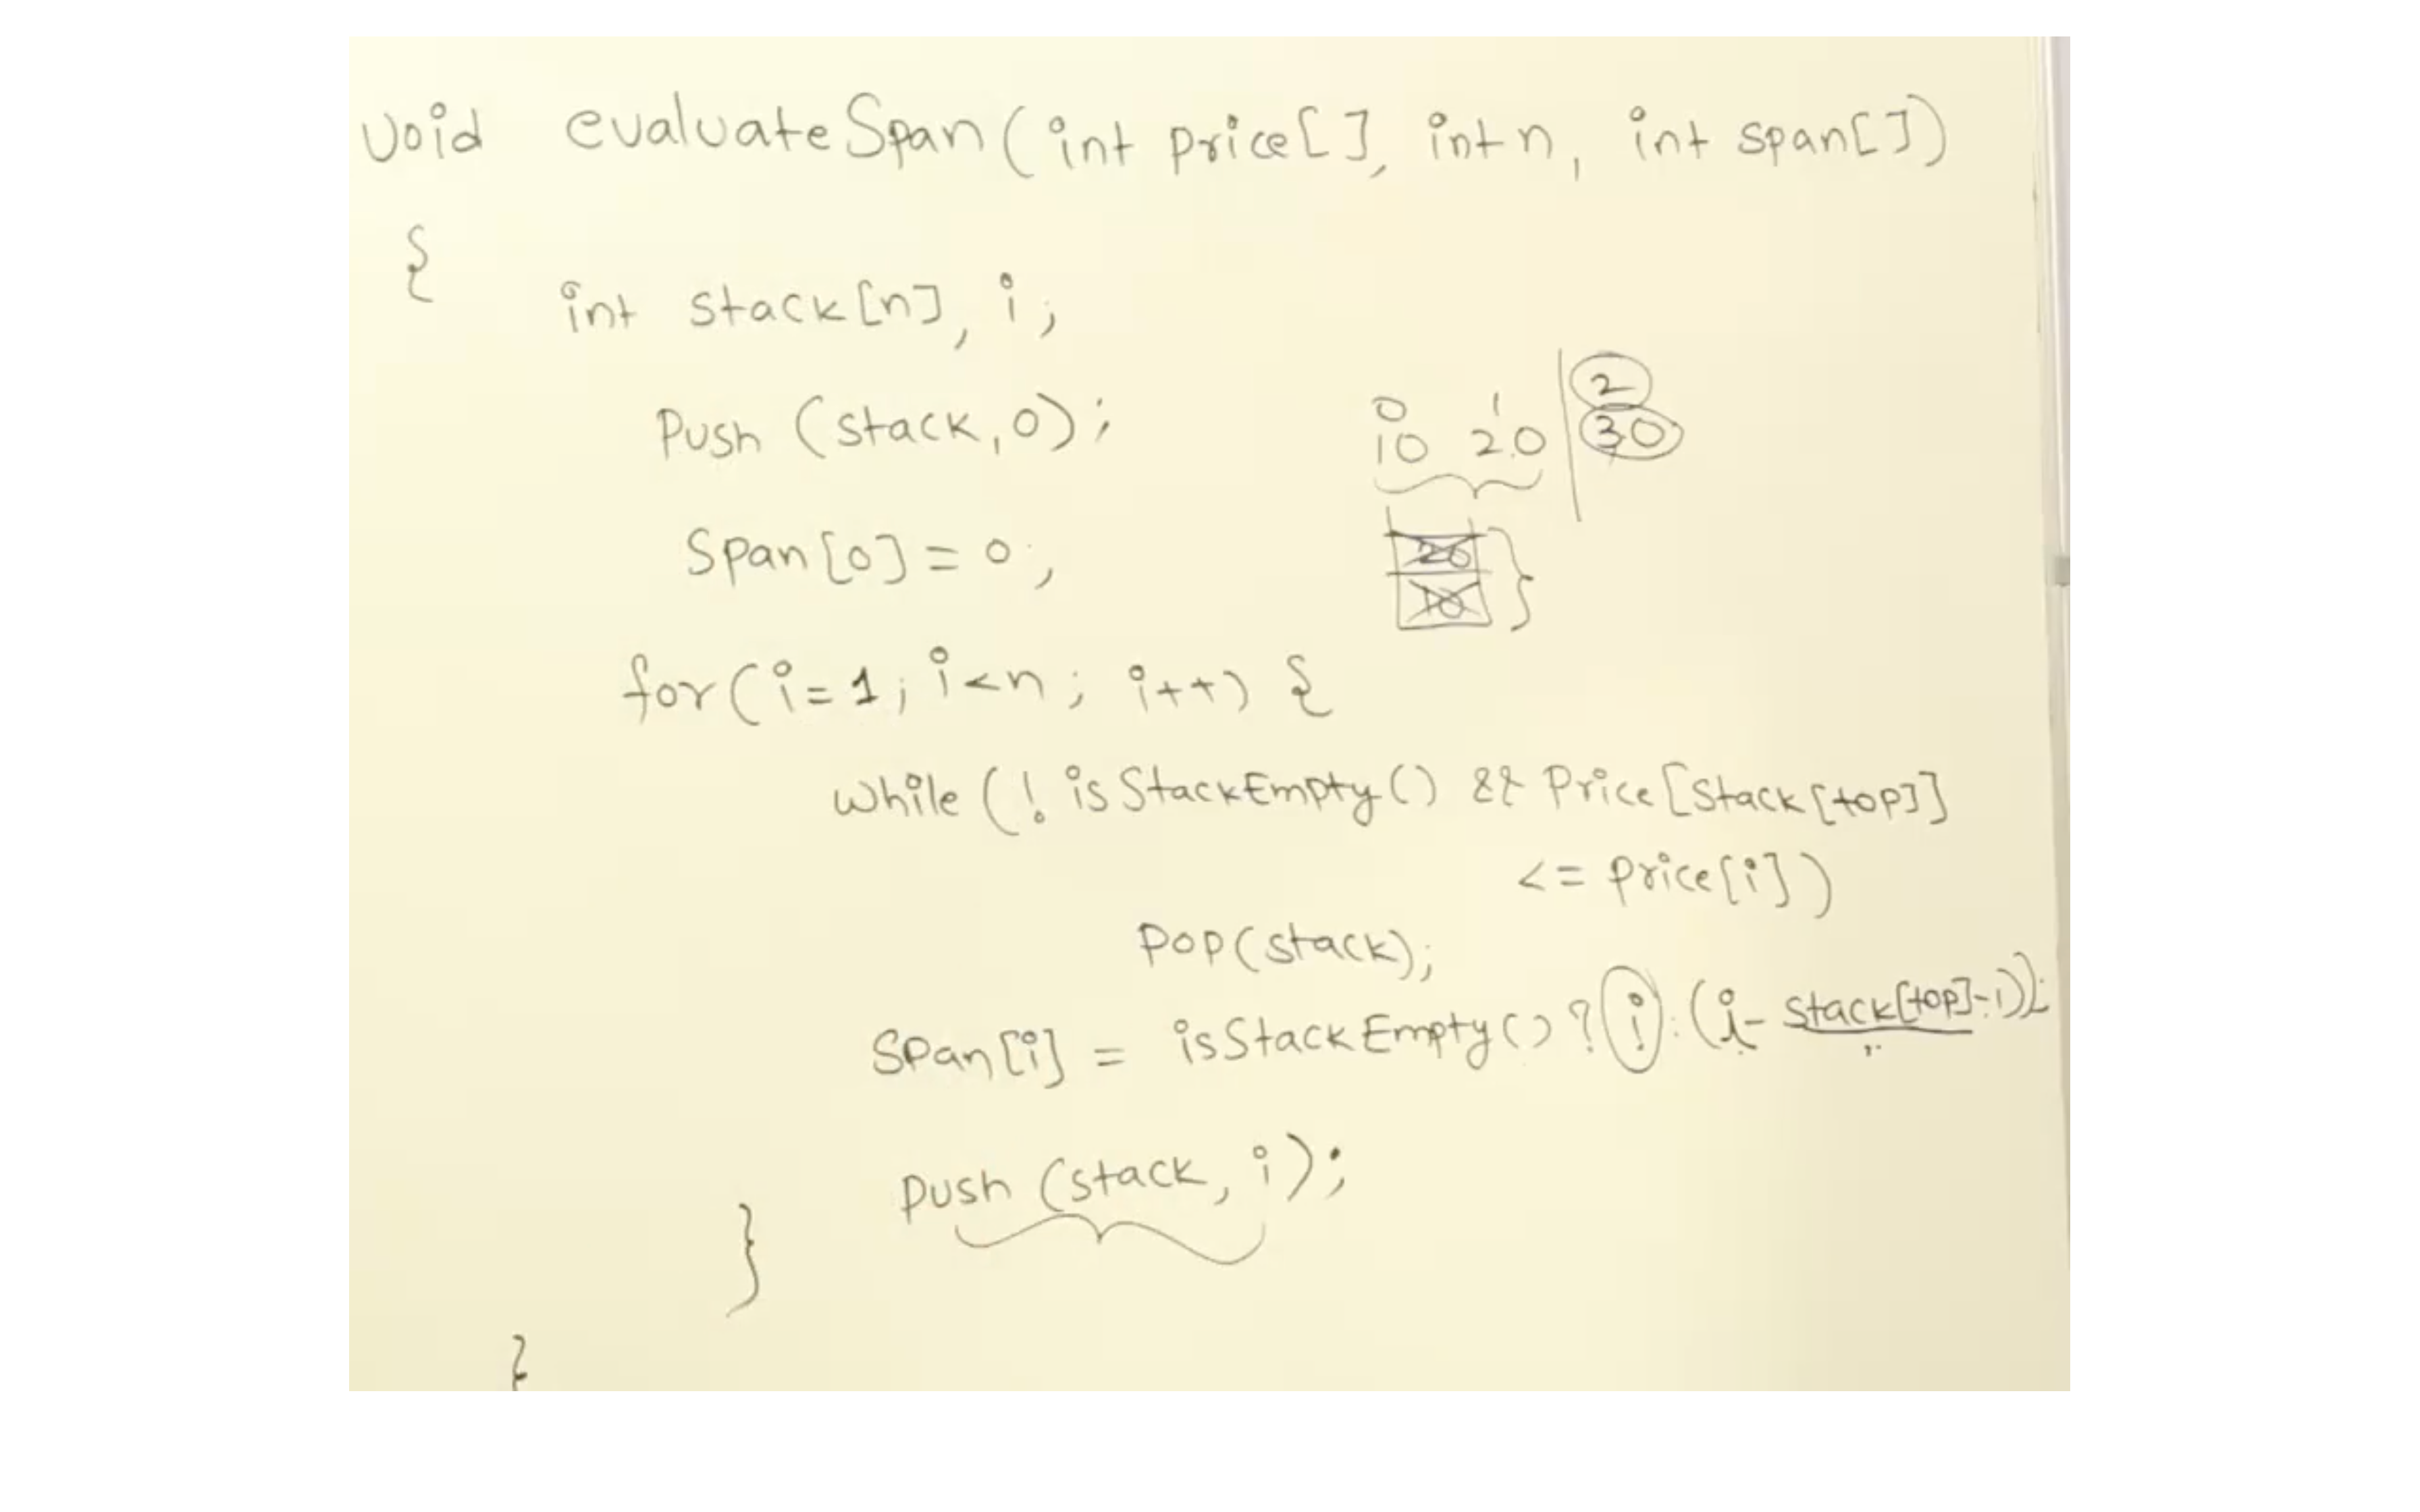 void evaluateSpan(int price[], int n, int span[])
{
int stack[n], i;
Push (stack, 0);
Span[0] = 0;
0 1 2
10 20 30
20
10
for(i=1; i<n; i++) {
while (! isStackEmpty() && Price[stack[top]]
<= price[i])
pop(stack);
Span[i] = isStackEmpty() ? i : (i - stack[top]-1));
push (stack, i);
}
}